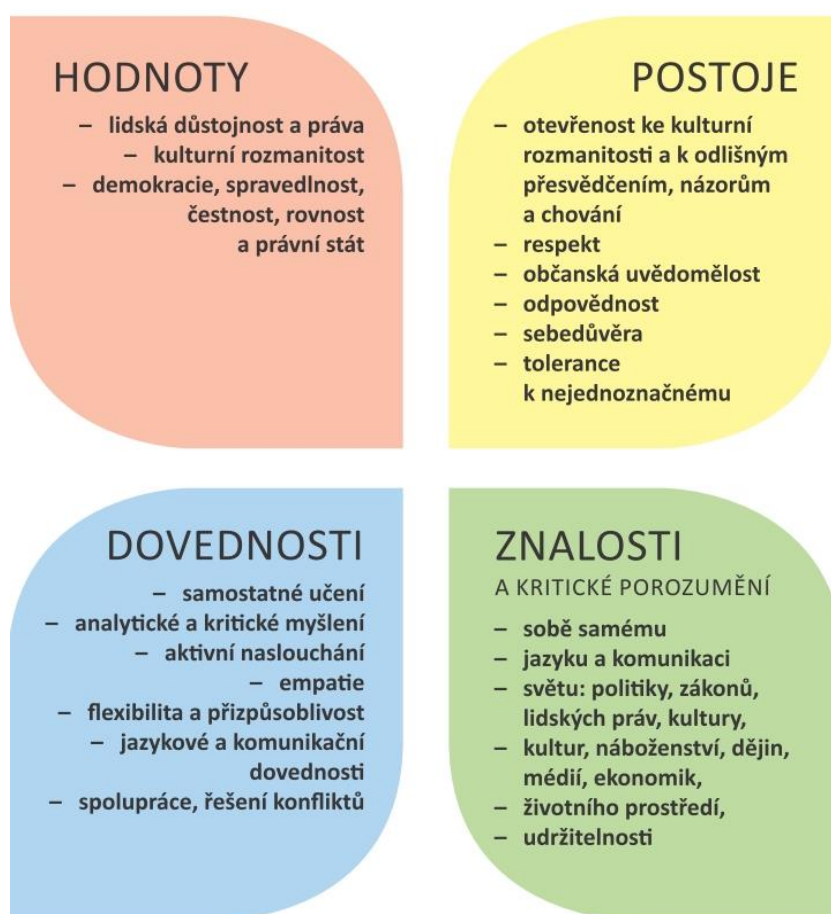 HODNOTY
– lidská důstojnost a práva
– kulturní rozmanitost
– demokracie, spravedlnost,
čestnost, rovnost
a právní stát
POSTOJE
– otevřenost ke kulturní
rozmanitosti a k odlišným
přesvědčením, názorům
a chování
– respekt
– občanská uvědomělost
– odpovědnost
– sebedůvěra
– tolerance
k nejednoznačnému
DOVEDNOSTI
– samostatné učení
– analytické a kritické myšlení
– aktivní naslouchání
– empatie
– flexibilita a přizpůsoblivost
– jazykové a komunikační
dovednosti
– spolupráce, řešení konfliktů
ZNALOSTI
A KRITICKÉ POROZUMĚNÍ
– sobě samému
– jazyku a komunikaci
– světu: politiky, zákonů,
lidských práv, kultury,
– kultur, náboženství, dějin,
médií, ekonomik,
– životního prostředí,
– udržitelnosti